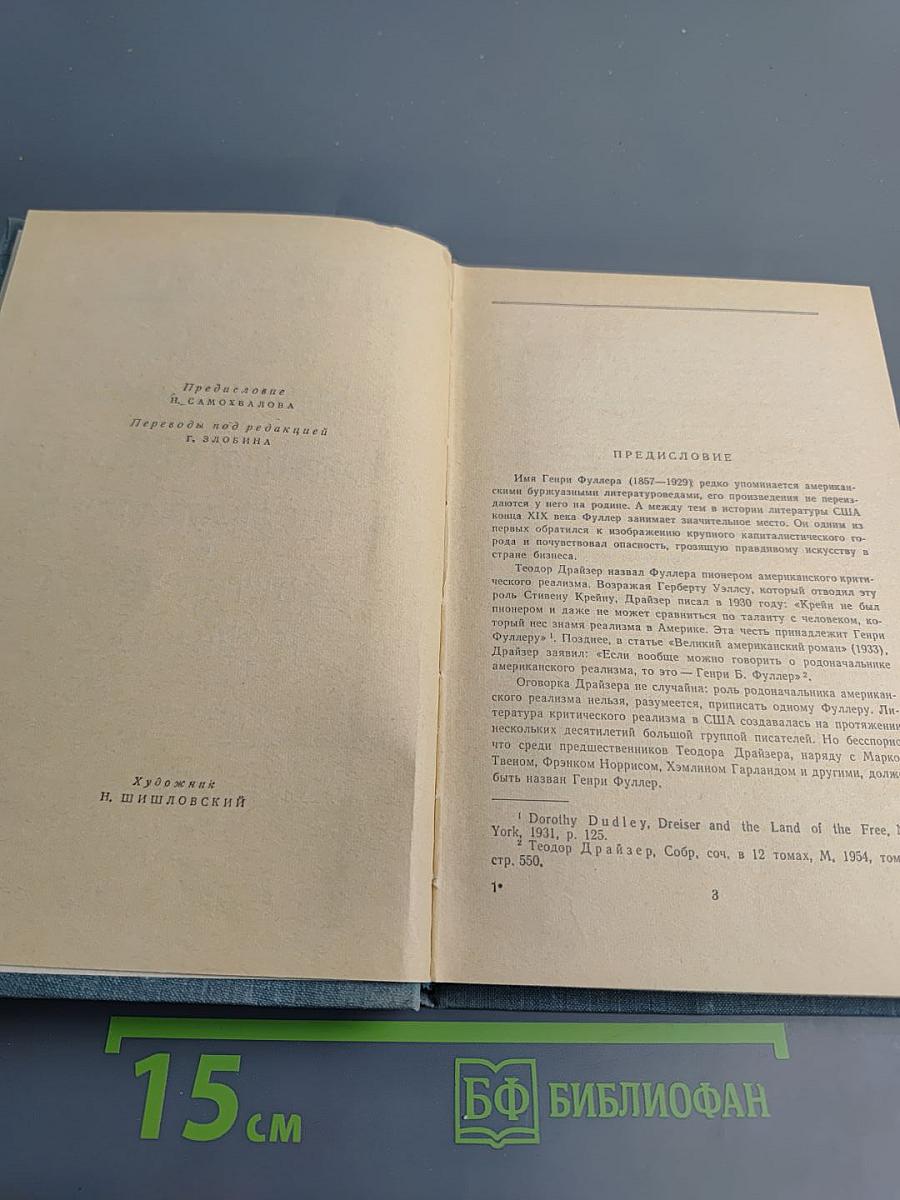 Предисловие
Н. САМОХВАЛОВА
Переводы под редакцией
Г. ЗЛОБИНА
Художник
Н. ШИШЛОВСКИЙ
ПРЕДИСЛОВИЕ
Имя Генри Фуллера (1857—1929) редко упоминается американ-
скими буржуазными литературоведами, его произведения не переиз-
даются у него на родине. А между тем в истории литературы США
конца XIX века Фуллер занимает значительное место. Он одним из
первых обратился к изображению крупного капиталистического го-
рода и почувствовал опасность, грозящую правдивому искусству в
стране бизнеса.
Теодор Драйзер назвал Фуллера пионером американского крити-
ческого реализма. Возражая Герберту Уэллсу, который отводил эту
роль Стивену Крейну, Драйзер писал в 1930 году: «Крейн не был
пионером и даже не может сравниться по таланту с человеком, ко-
торый нес знамя реализма в Америке. Эта честь принадлежит Генри
Фуллеру» 1. Позднее, в статье «Великий американский роман» (1933),
Драйзер заявил: «Если вообще можно говорить о родоначальнике
американского реализма, то это — Генри Б. Фуллер» 2.
Оговорка Драйзера не случайна: роль родоначальника американ-
ского реализма нельзя, разумеется, приписать одному Фуллеру. Ли-
тература критического реализма в США создавалась на протяжении
нескольких десятилетий большой группой писателей. Но бесспорно
что среди предшественников Теодора Драйзера, наряду с Марко
Твеном, Фрэнком Норрисом, Хэмлином Гарландом и другими, долж
быть назван Генри Фуллер.
1 Dorothy Dudley, Dreiser and the Land of the Free, N
York, 1931, p. 125.
2 Теодор Драйзер, Собр. соч. в 12 томах, М. 1954, том
стр. 550.
1*
3
15 см
БФ БИБЛИОФАН